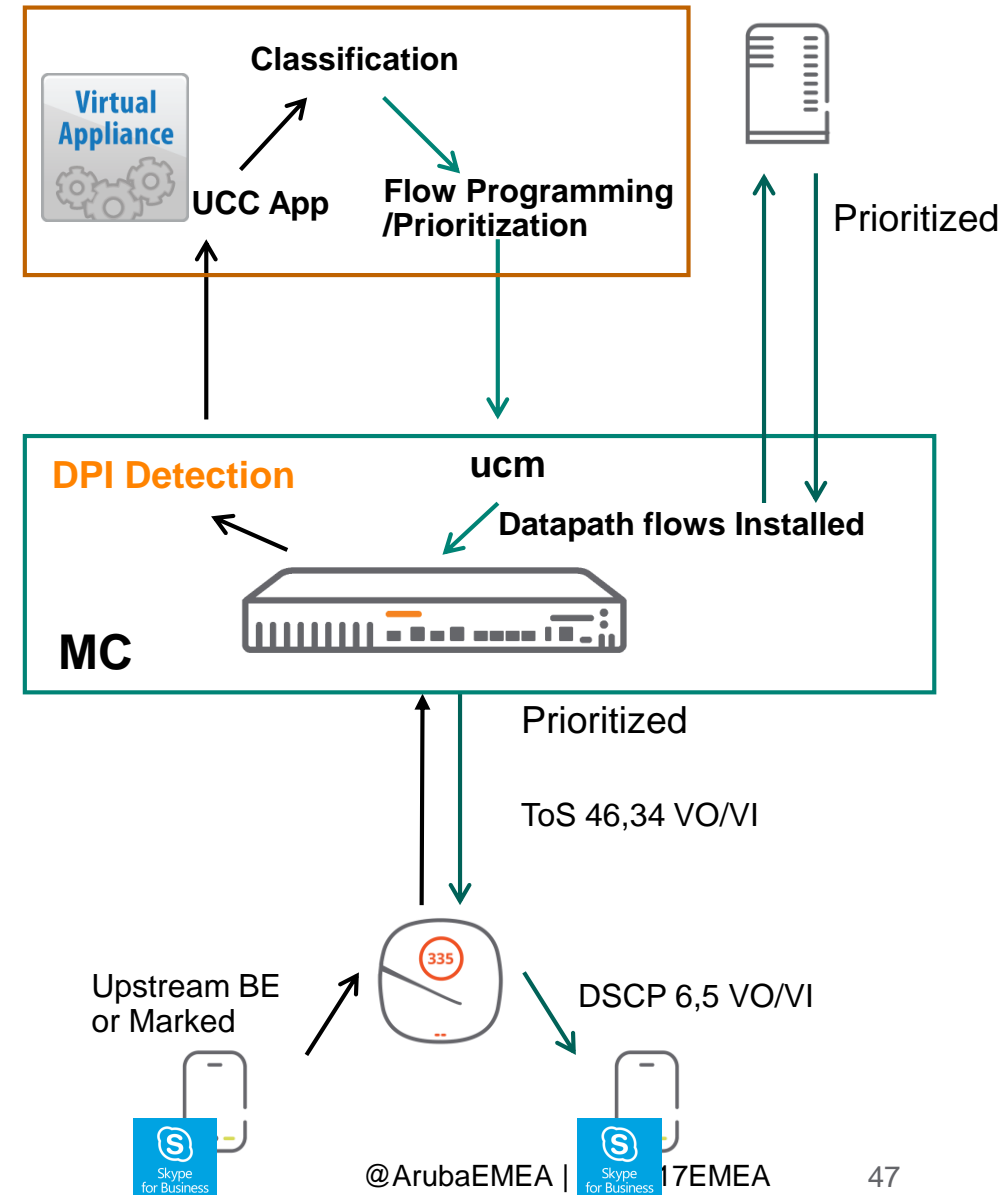 Classification
Virtual
Appliance
UCC App
Flow Programming
/Prioritization
Prioritized
DPI Detection
ucm
Datapath flows Installed
MC
Prioritized
ToS 46,34 VO/VI
335
Upstream BE
or Marked
DSCP 6,5 VO/VI
S
Skype
for Business
S
Skype
for Business
@ArubaEMEA |
17EMEA
47